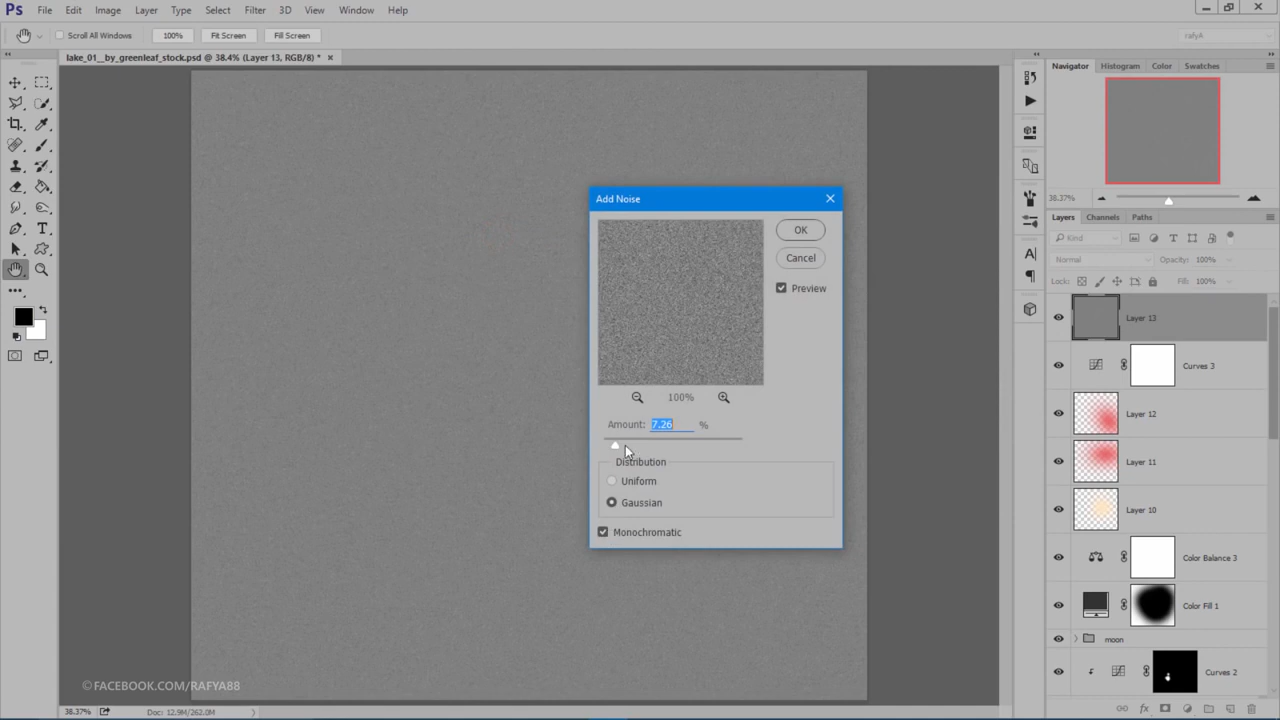 Ps File Edit Image Layer Type Select Filter 3D View Window Help
Scroll All Windows 100% Fit Screen Fill Screen rafyA
lake_01__by_greenleaf_stock.psd @ 38.4% (Layer 13, RGB/8) *
Navigator Histogram Color Swatches
38.37%
Layers Channels Paths
Kind
Normal Opacity: 100%
Lock: Fill: 100%
Layer 13
Curves 3
Layer 12
Layer 11
Layer 10
Color Balance 3
Color Fill 1
moon
Curves 2
Add Noise
OK
Cancel
Preview
100%
Amount: 7.26 %
Distribution
Uniform
Gaussian
Monochromatic
©FACEBOOK.COM/RAFYA88
38.37% Doc: 12.9M/262.0M